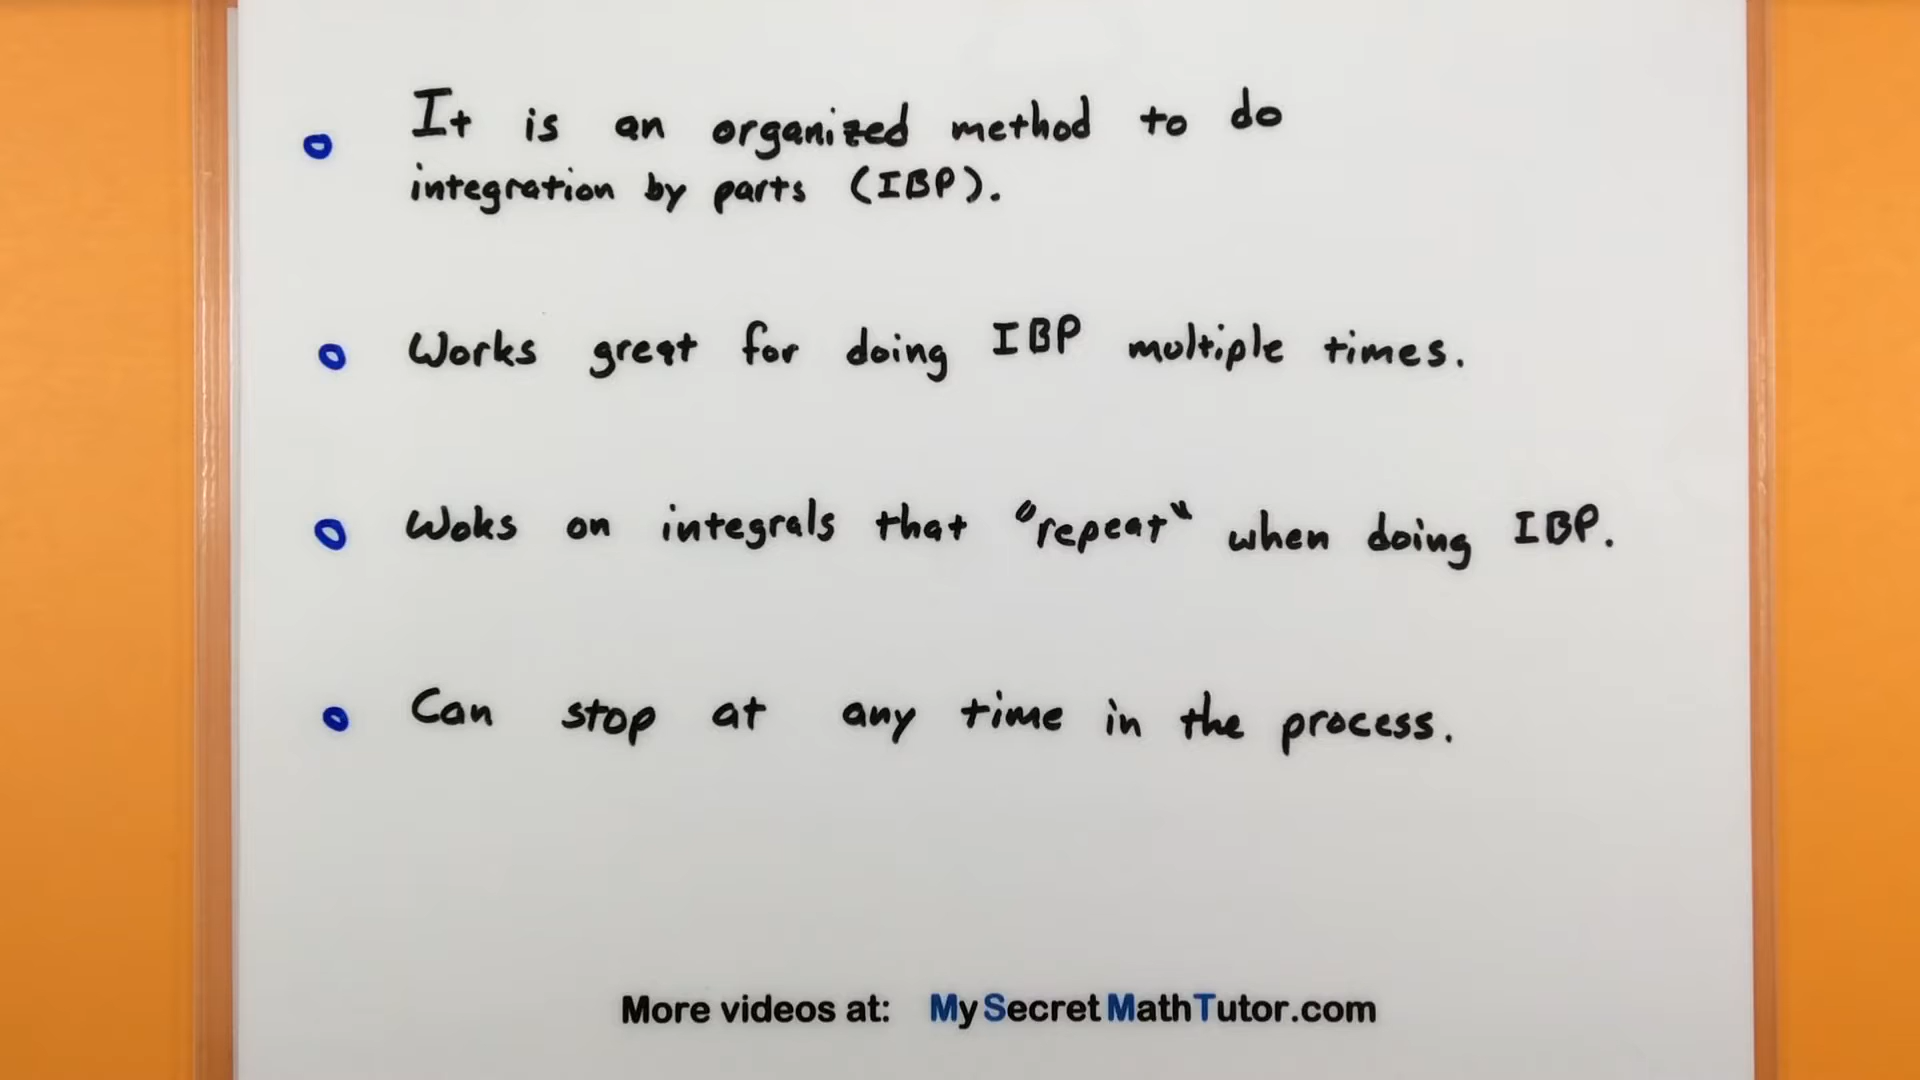 It is an organized method to do
integration by parts (IBP).
Works great for doing IBP multiple times.
Woks on integrals that "repeat" when doing IBP.
Can stop at any time in the process.
More videos at: MySecretMathTutor.com